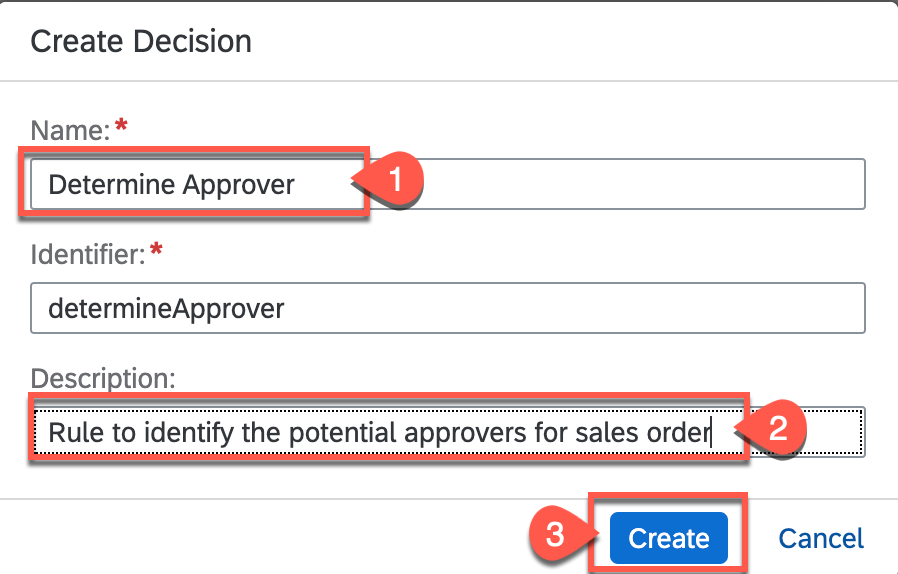 Create Decision
Name: *
Determine Approver
1
Identifier: *
determineApprover
Description:
Rule to identify the potential approvers for sales order
2
3
Create
Cancel